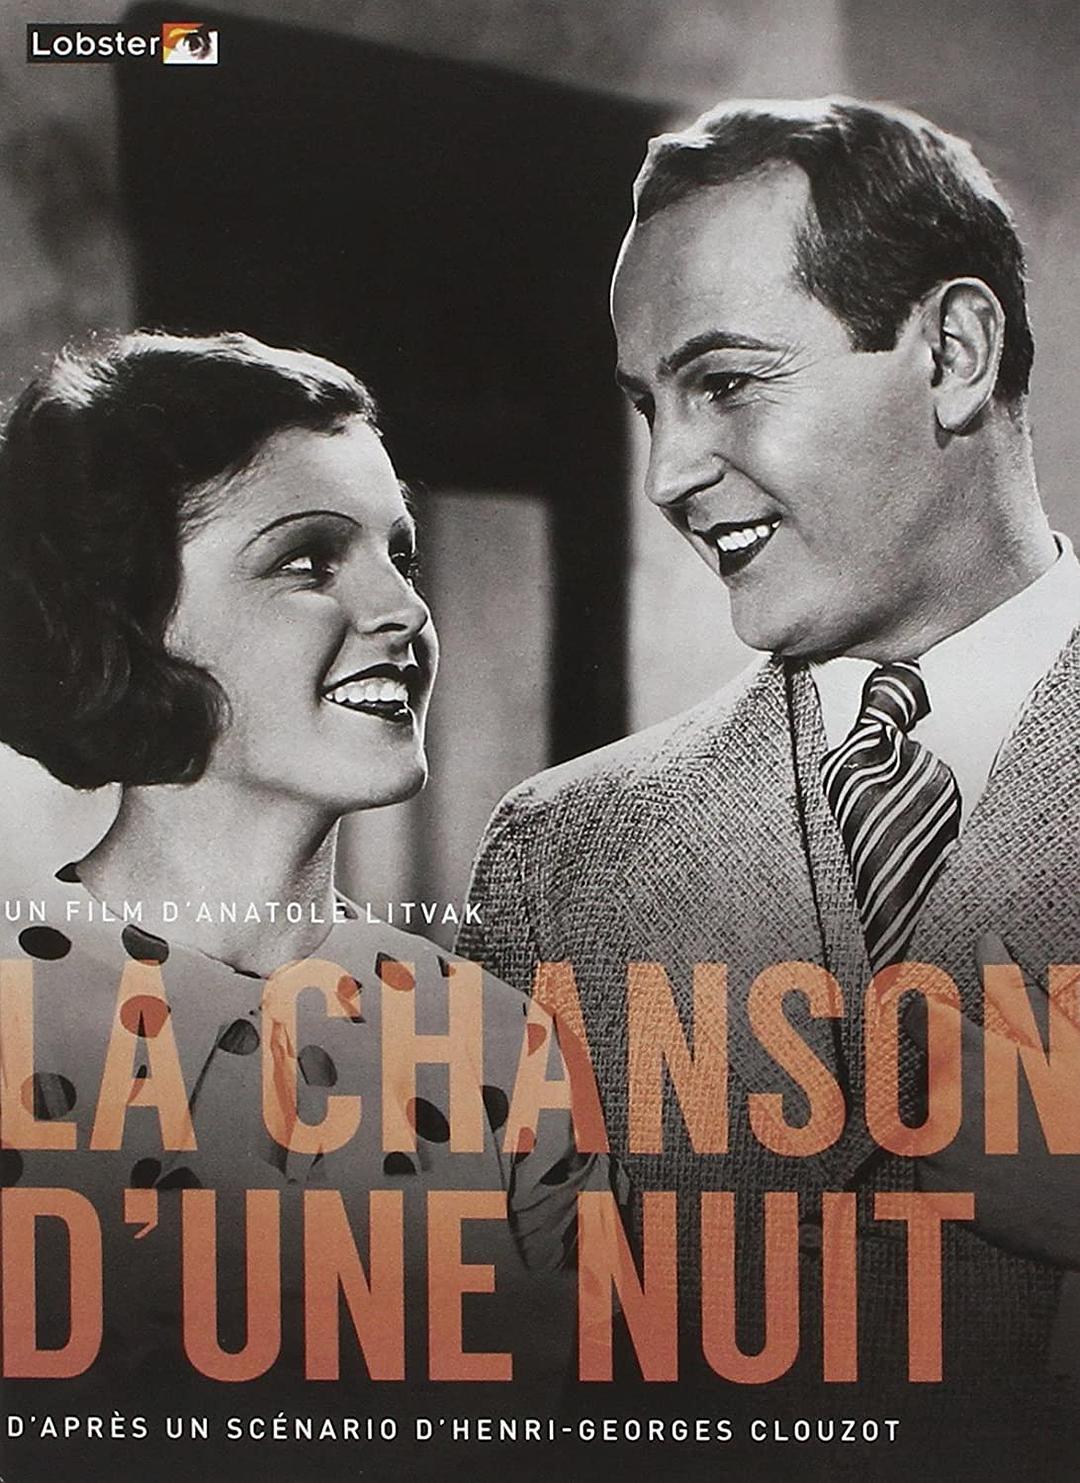 Lobster
UN FILM D'ANATOLE LITVAK
LA CHANSON
D'UNE NUIT
D'APRÈS UN SCÉNARIO D'HENRI-GEORGES CLOUZOT